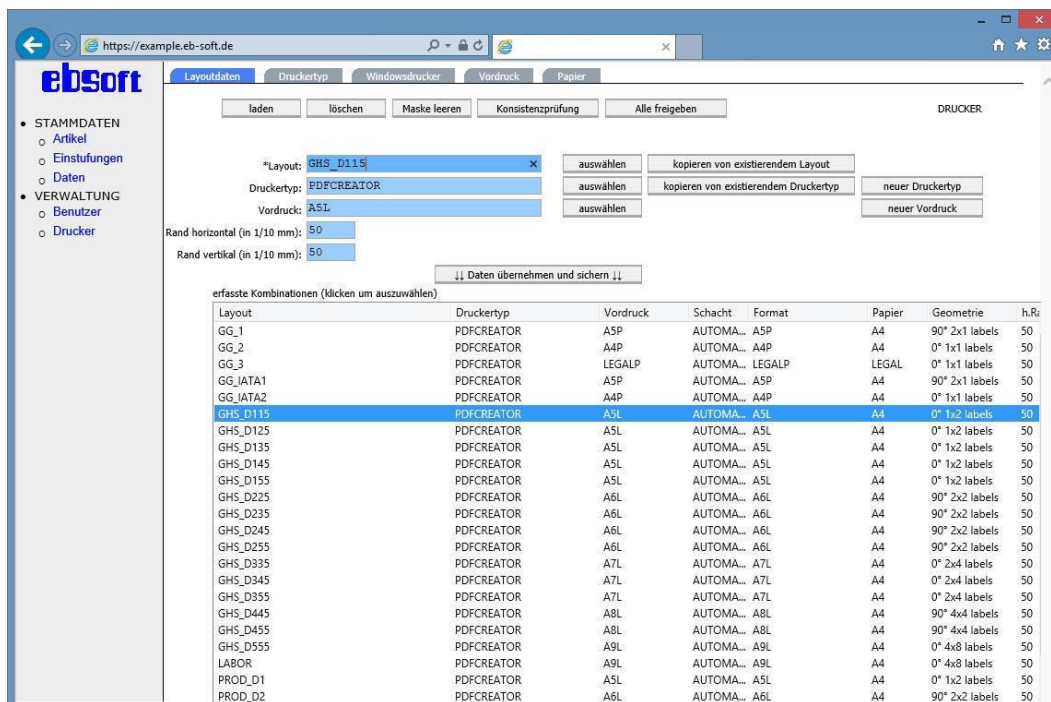 https://example.eb-soft.de
ebsoft
STAMMDATEN
Artikel
Einstufungen
Daten
VERWALTUNG
Benutzer
Drucker
Layoutdaten Druckertyp Windowsdrucker Vordruck Papier
laden löschen Maske leeren Konsistenzprüfung Alle freigeben DRUCKER
*Layout: GHS_D115 auswählen kopieren von existierendem Layout
Druckertyp: PDFCREATOR auswählen kopieren von existierendem Druckertyp neuer Druckertyp
Vordruck: A5L auswählen neuer Vordruck
Rand horizontal (in 1/10 mm): 50
Rand vertikal (in 1/10 mm): 50
↓↓ Daten übernehmen und sichern ↓↓
erfasste Kombinationen (klicken um auszuwählen)
Layout Druckertyp Vordruck Schacht Format Papier Geometrie h.Ra
GG_1 PDFCREATOR A5P AUTOMA... A5P A4 90° 2x1 labels 50
GG_2 PDFCREATOR A4P AUTOMA... A4P A4 0° 1x1 labels 50
GG_3 PDFCREATOR LEGALP AUTOMA... LEGALP LEGAL 0° 1x1 labels 50
GG_IATA1 PDFCREATOR A5P AUTOMA... A5P A4 90° 2x1 labels 50
GG_IATA2 PDFCREATOR A4P AUTOMA... A4P A4 0° 1x1 labels 50
GHS_D115 PDFCREATOR A5L AUTOMA... A5L A4 0° 1x2 labels 50
GHS_D125 PDFCREATOR A5L AUTOMA... A5L A4 0° 1x2 labels 50
GHS_D135 PDFCREATOR A5L AUTOMA... A5L A4 0° 1x2 labels 50
GHS_D145 PDFCREATOR A5L AUTOMA... A5L A4 0° 1x2 labels 50
GHS_D155 PDFCREATOR A5L AUTOMA... A5L A4 0° 1x2 labels 50
GHS_D225 PDFCREATOR A6L AUTOMA... A6L A4 90° 2x2 labels 50
GHS_D235 PDFCREATOR A6L AUTOMA... A6L A4 90° 2x2 labels 50
GHS_D245 PDFCREATOR A6L AUTOMA... A6L A4 90° 2x2 labels 50
GHS_D255 PDFCREATOR A6L AUTOMA... A6L A4 90° 2x2 labels 50
GHS_D335 PDFCREATOR A7L AUTOMA... A7L A4 0° 2x4 labels 50
GHS_D345 PDFCREATOR A7L AUTOMA... A7L A4 0° 2x4 labels 50
GHS_D355 PDFCREATOR A7L AUTOMA... A7L A4 0° 2x4 labels 50
GHS_D445 PDFCREATOR A8L AUTOMA... A8L A4 90° 4x4 labels 50
GHS_D455 PDFCREATOR A8L AUTOMA... A8L A4 90° 4x4 labels 50
GHS_D555 PDFCREATOR A9L AUTOMA... A9L A4 0° 4x8 labels 50
LABOR PDFCREATOR A9L AUTOMA... A9L A4 0° 4x8 labels 50
PROD_D1 PDFCREATOR A5L AUTOMA... A5L A4 0° 1x2 labels 50
PROD_D2 PDFCREATOR A6L AUTOMA... A6L A4 90° 2x2 labels 50